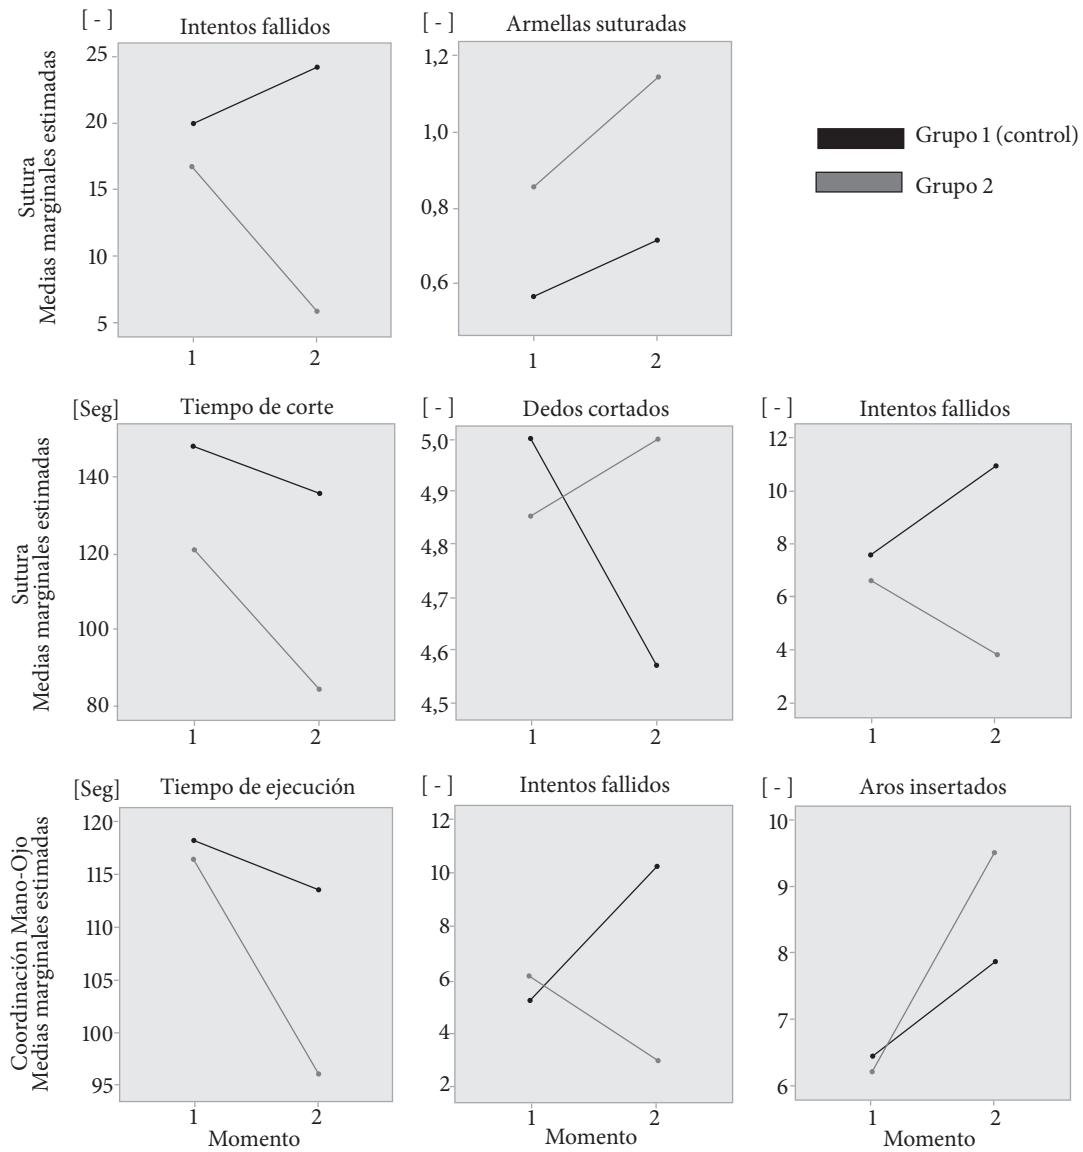 [ - ]
Intentos fallidos
25
20
15
10
5
1
2
Sutura
Medias marginales estimadas
[ - ]
Armellas suturadas
1,2
1,0
0,8
0,6
1
2
Grupo 1 (control)
Grupo 2
[Seg]
Tiempo de corte
140
120
100
80
1
2
Sutura
Medias marginales estimadas
[ - ]
Dedos cortados
5,0
4,9
4,8
4,7
4,6
4,5
1
2
[ - ]
Intentos fallidos
12
10
8
6
4
2
1
2
[Seg]
Tiempo de ejecución
120
115
110
105
100
95
1
2
Momento
Coordinación Mano-Ojo
Medias marginales estimadas
[ - ]
Intentos fallidos
12
10
8
6
4
2
1
2
Momento
[ - ]
Aros insertados
10
9
8
7
6
1
2
Momento